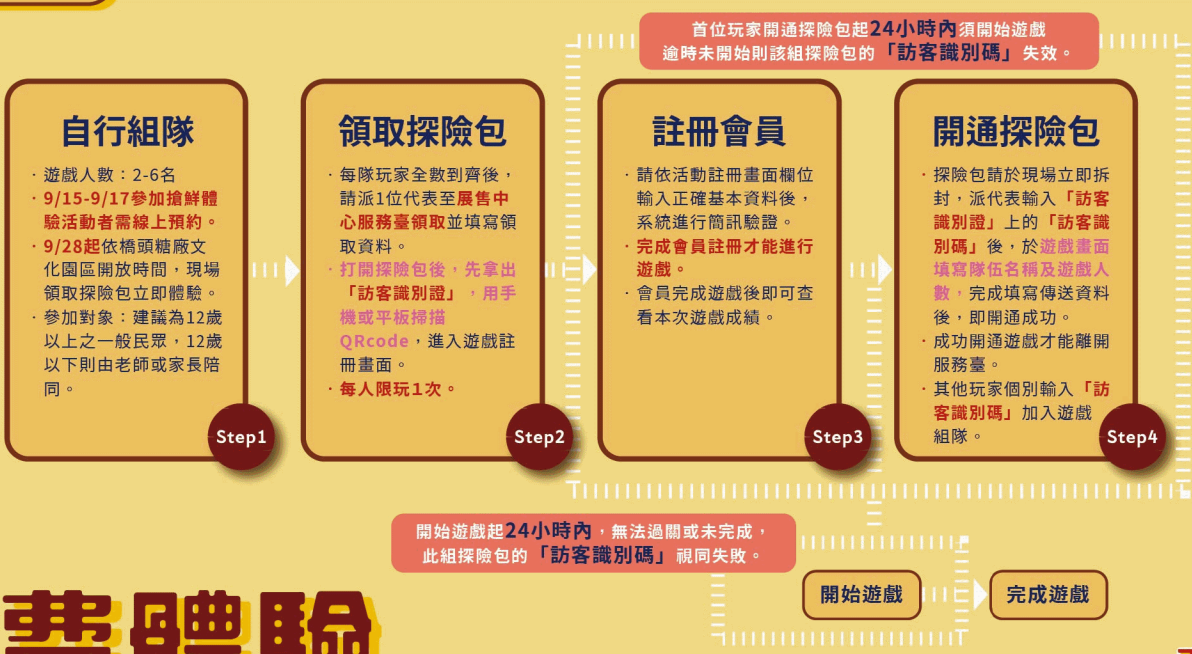 首位玩家開通探險包起24小時內須開始遊戲
逾時未開始則該組探險包的「訪客識別碼」失效。
自行組隊
· 遊戲人數：2-6名
· 9/15-9/17參加搶鮮體
驗活動者需線上預約。
· 9/28起依橋頭糖廠文
化園區開放時間，現場
領取探險包立即體驗。
· 參加對象：建議為12歲
以上之一般民眾，12歲
以下則由老師或家長陪
同。
Step1
領取探險包
· 每隊玩家全數到齊後，
請派1位代表至展售中
心服務臺領取並填寫領
取資料。
· 打開探險包後，先拿出
「訪客識別證」，用手
機或平板掃描
QRcode，進入遊戲註
冊畫面。
· 每人限玩1次。
Step2
註冊會員
· 請依活動註冊畫面欄位
輸入正確基本資料後，
系統進行簡訊驗證。
· 完成會員註冊才能進行
遊戲。
· 會員完成遊戲後即可查
看本次遊戲成績。
Step3
開通探險包
· 探險包請於現場立即拆
封，派代表輸入「訪客
識別證」上的「訪客識
別碼」後，於遊戲畫面
填寫隊伍名稱及遊戲人
數，完成填寫傳送資料
後，即開通成功。
· 成功開通遊戲才能離開
服務臺。
· 其他玩家個別輸入「訪
客識別碼」加入遊戲
組隊。
Step4
開始遊戲起24小時內，無法過關或未完成，
此組探險包的「訪客識別碼」視同失敗。
開始遊戲
完成遊戲
費體驗